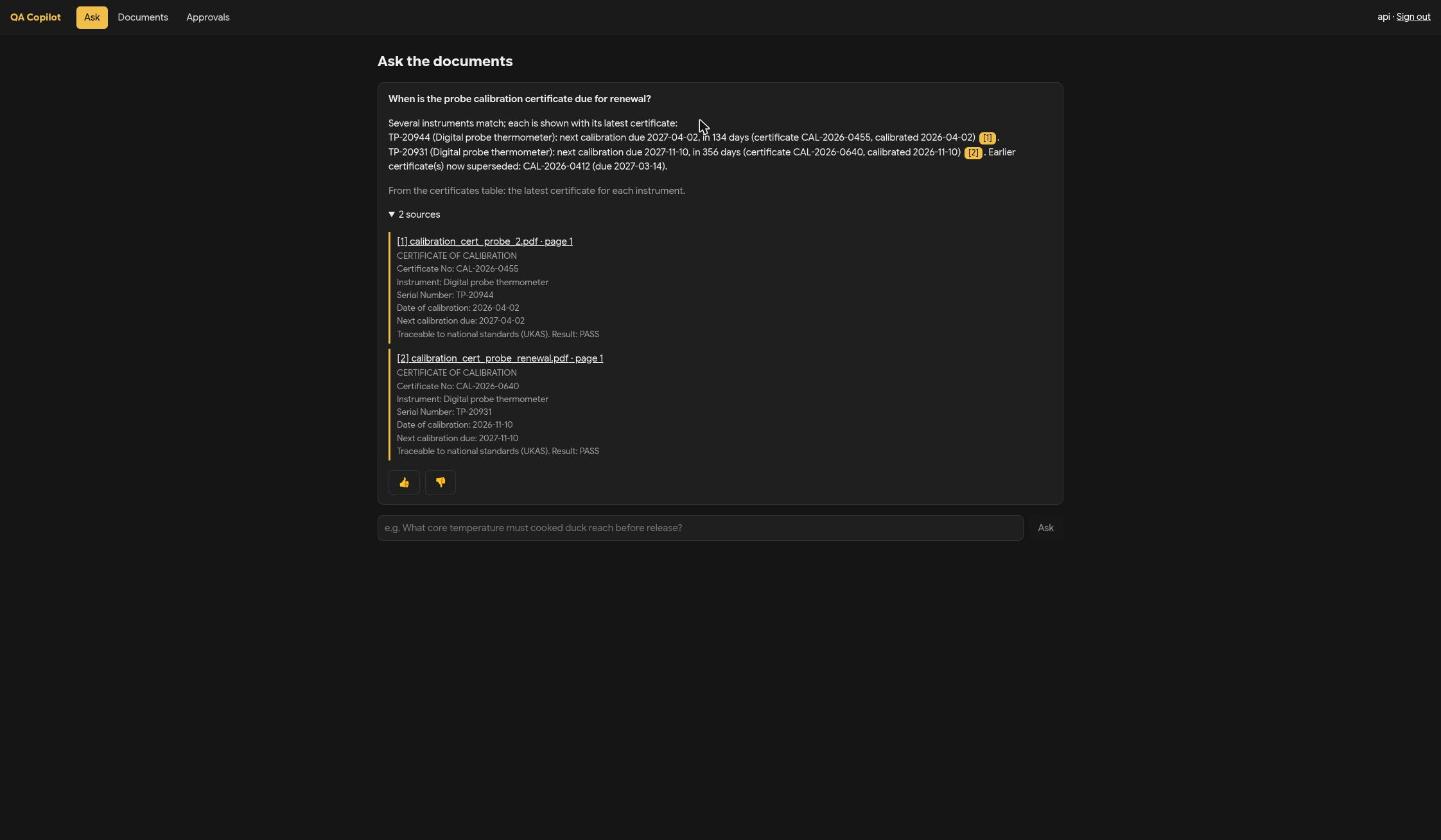 QA Copilot Ask Documents Approvals api · Sign out
Ask the documents
When is the probe calibration certificate due for renewal?
Several instruments match; each is shown with its latest certificate:
TP-20944 (Digital probe thermometer): next calibration due 2027-04-02, in 134 days (certificate CAL-2026-0455, calibrated 2026-04-02) [1].
TP-20931 (Digital probe thermometer): next calibration due 2027-11-10, in 356 days (certificate CAL-2026-0640, calibrated 2026-11-10) [2]. Earlier
certificate(s) now superseded: CAL-2026-0412 (due 2027-03-14).
From the certificates table: the latest certificate for each instrument.
▼ 2 sources
[1] calibration_cert_probe_2.pdf · page 1
CERTIFICATE OF CALIBRATION
Certificate No: CAL-2026-0455
Instrument: Digital probe thermometer
Serial Number: TP-20944
Date of calibration: 2026-04-02
Next calibration due: 2027-04-02
Traceable to national standards (UKAS). Result: PASS
[2] calibration_cert_probe_renewal.pdf · page 1
CERTIFICATE OF CALIBRATION
Certificate No: CAL-2026-0640
Instrument: Digital probe thermometer
Serial Number: TP-20931
Date of calibration: 2026-11-10
Next calibration due: 2027-11-10
Traceable to national standards (UKAS). Result: PASS
e.g. What core temperature must cooked duck reach before release? Ask